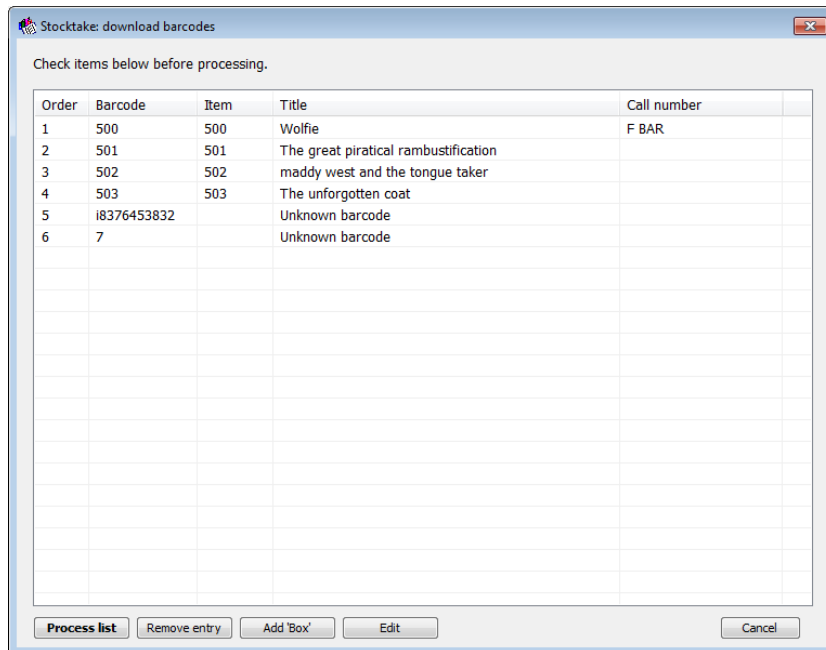 Stocktake: download barcodes
Check items below before processing.
Order Barcode Item Title Call number
1 500 500 Wolfie F BAR
2 501 501 The great piratical rambustification
3 502 502 maddy west and the tongue taker
4 503 503 The unforgotten coat
5 i8376453832 Unknown barcode
6 7 Unknown barcode
Process list Remove entry Add 'Box' Edit Cancel